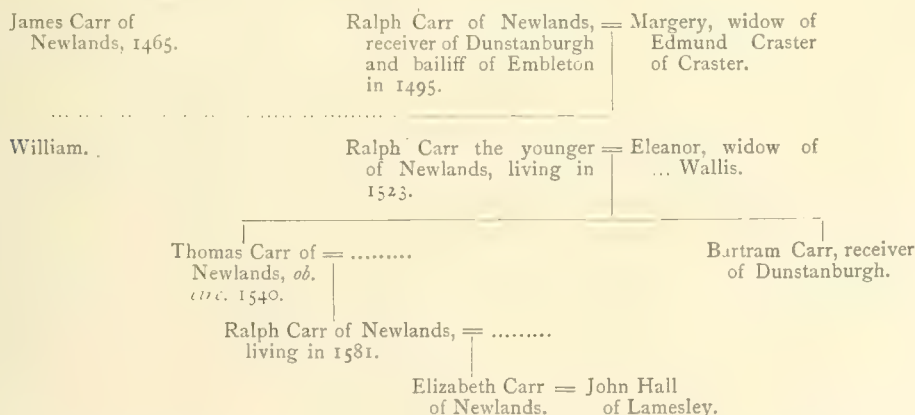 James Carr of
Newlands, 1465.
Ralph Carr of Newlands, =
receiver of Dunstanburgh
and bailiff of Embleton
in 1495.
Margery, widow of
Edmund Craster
of Craster.
William.
Ralph Carr the younger =
of Newlands, living in
1523.
Eleanor, widow of
... Wallis.
Thomas Carr of = .........
Newlands, ob.
circ. 1540.
Bartram Carr, receiver
of Dunstanburgh.
Ralph Carr of Newlands, = .........
living in 1581.
Elizabeth Carr = John Hall
of Newlands. of Lamesley.